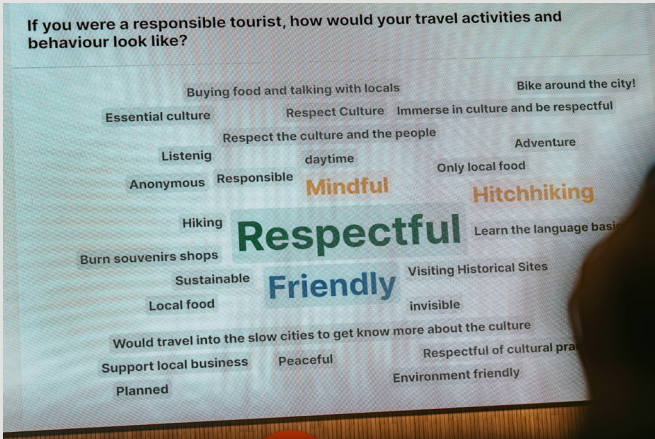 If you were a responsible tourist, how would your travel activities and
behaviour look like?
Buying food and talking with locals
Bike around the city!
Essential culture
Respect Culture
Immerse in culture and be respectful
Respect the culture and the people
Adventure
Listenig
daytime
Only local food
Anonymous
Responsible
Mindful
Hitchhiking
Hiking
Respectful
Learn the language
Burn souvenirs shops
Sustainable
Friendly
Visiting Historical Sites
Local food
invisible
Would travel into the slow cities to get know more about the culture
Support local business
Peaceful
Respectful of cultural
Planned
Environment friendly